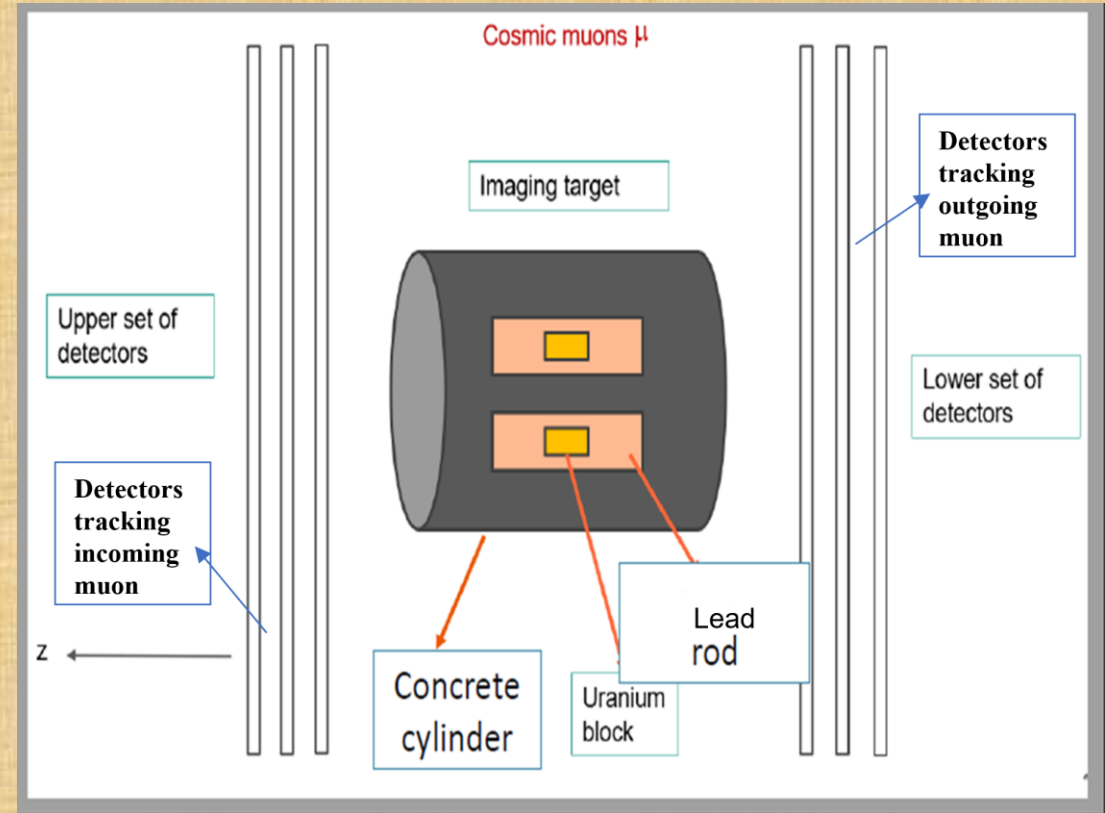 Cosmic muons μ
Detectors
tracking
outgoing
muon
Imaging target
Upper set of
detectors
Lower set of
detectors
Detectors
tracking
incoming
muon
z
Concrete
cylinder
Lead
rod
Uranium
block